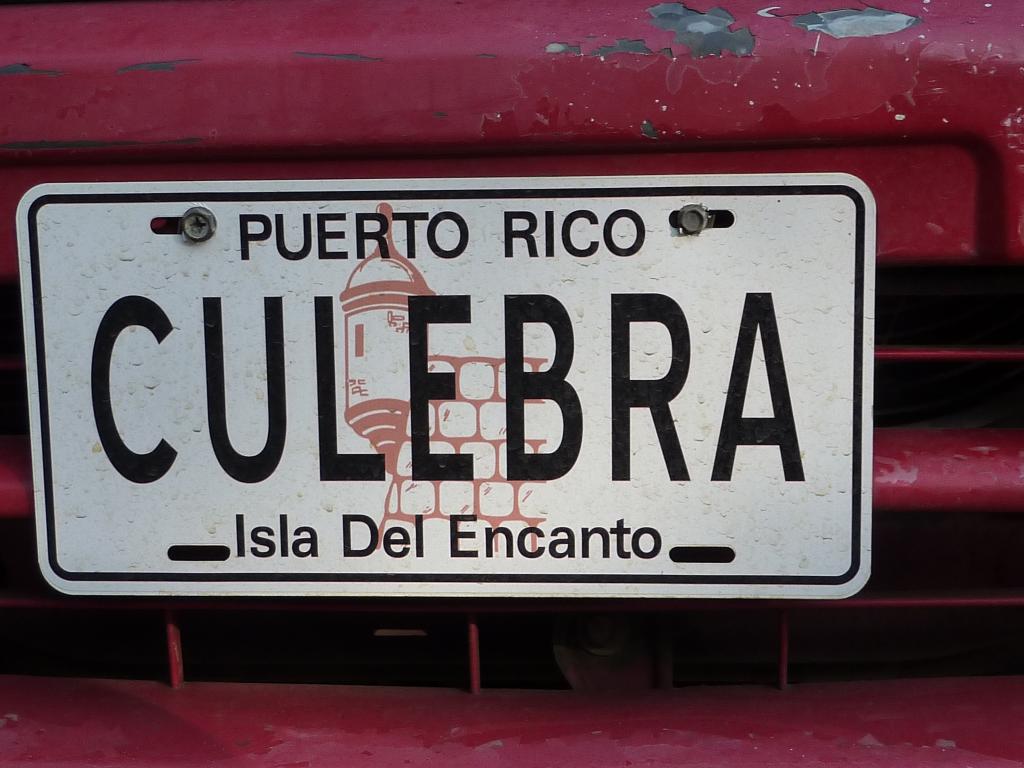 PUERTO RICO
CULEBRA
Isla Del Encanto